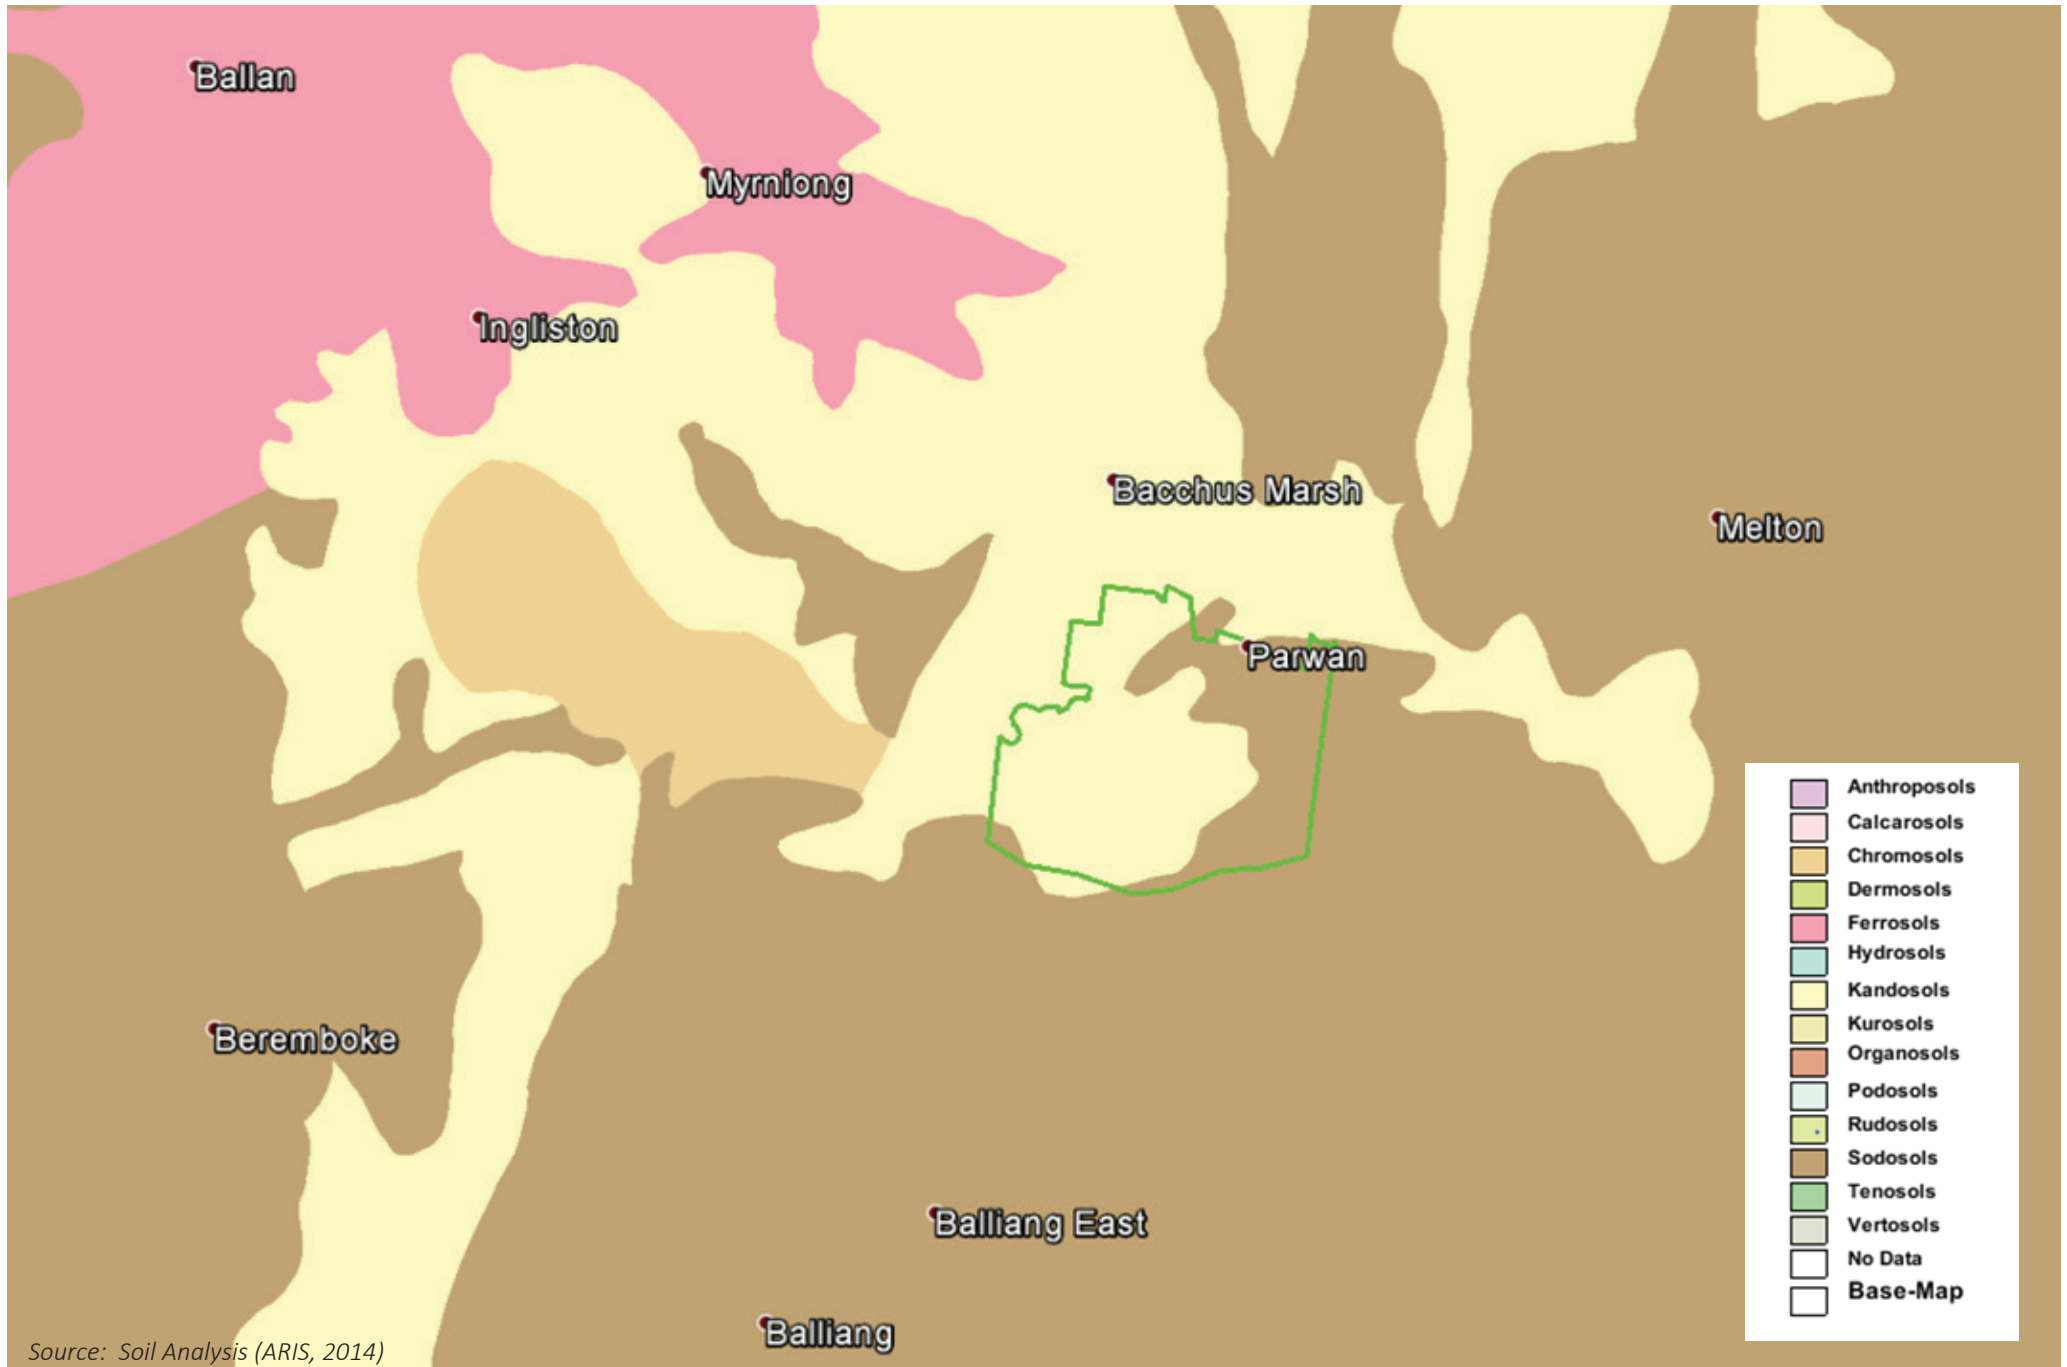 Ballan
Myrniong
Ingliston
Bacchus Marsh
Melton
Parwan
Beremboke
Balliang East
Balliang
Anthroposols
Calcarosols
Chromosols
Dermosols
Ferrosols
Hydrosols
Kandosols
Kurosols
Organosols
Podosols
Rudosols
Sodosols
Tenosols
Vertosols
No Data
Base-Map
Source:  Soil Analysis (ARIS, 2014)